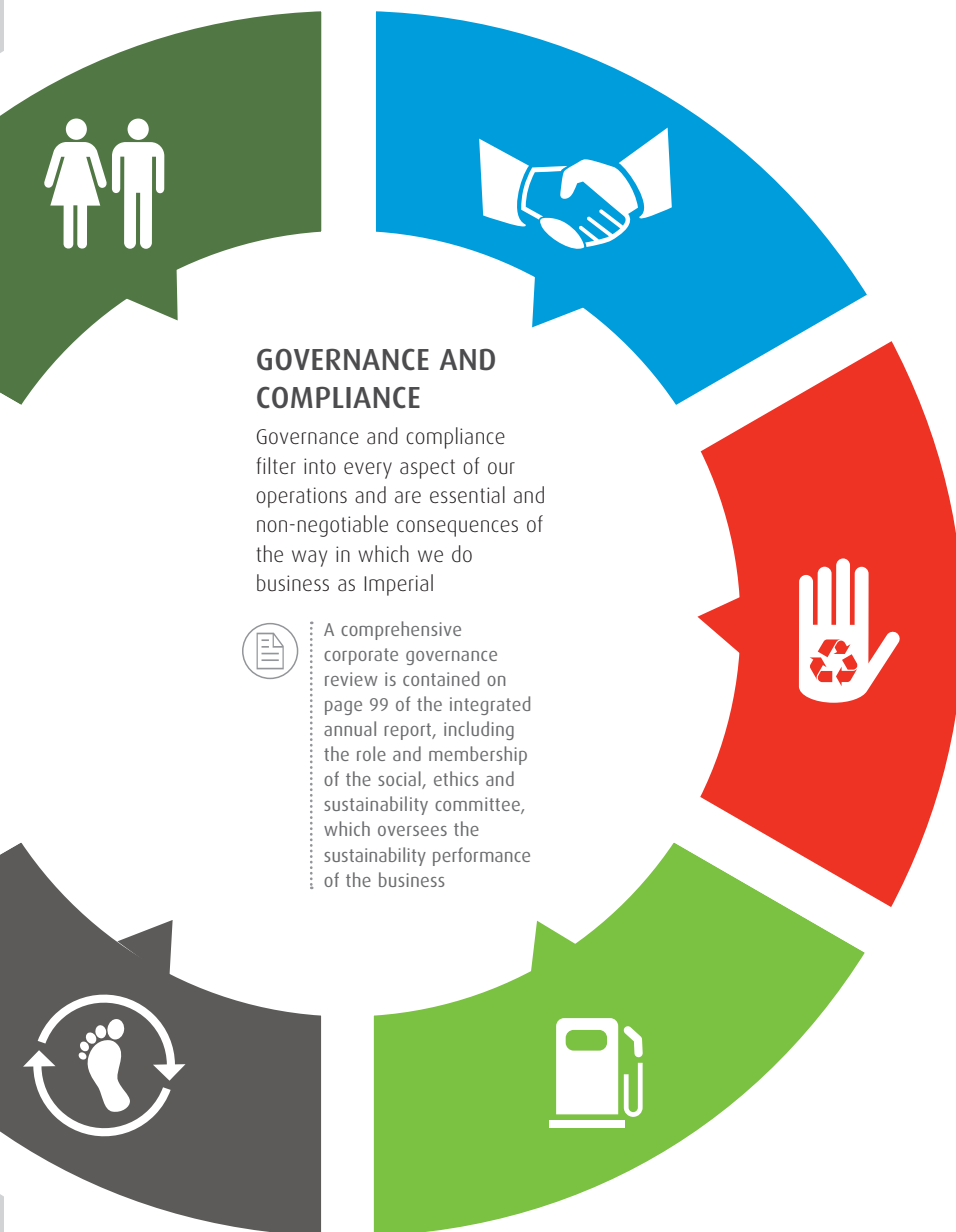 GOVERNANCE AND
COMPLIANCE
Governance and compliance
filter into every aspect of our
operations and are essential and
non-negotiable consequences of
the way in which we do
business as Imperial
A comprehensive
corporate governance
review is contained on
page 99 of the integrated
annual report, including
the role and membership
of the social, ethics and
sustainability committee,
which oversees the
sustainability performance
of the business